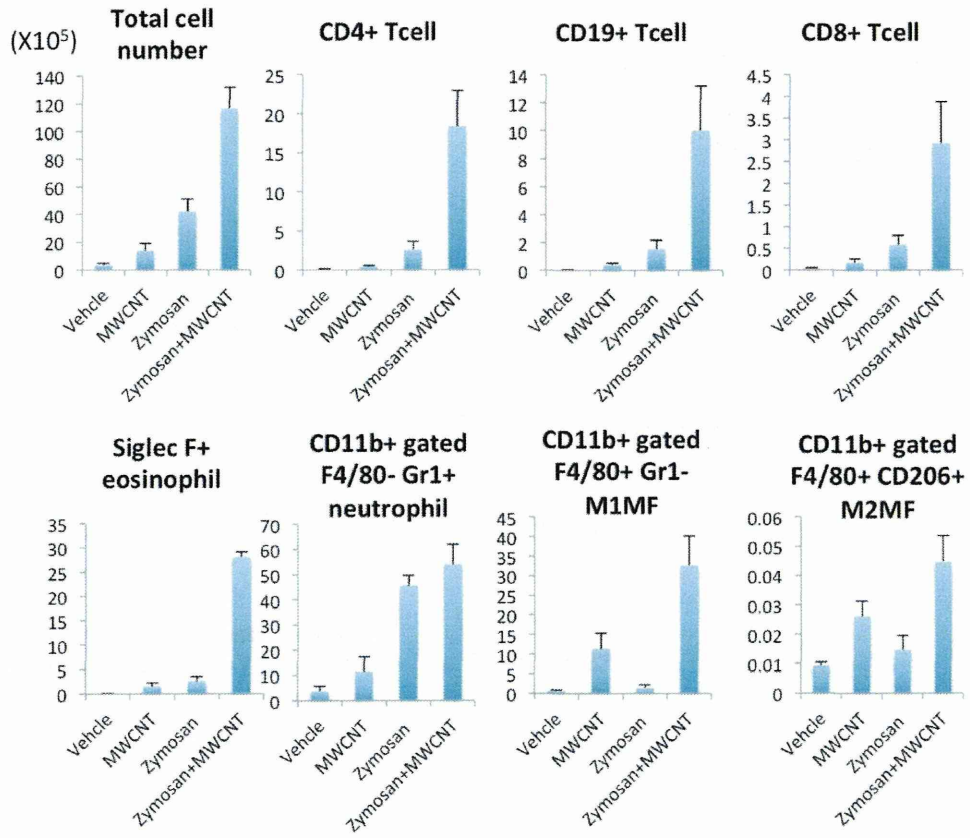 (X10⁵)
Total cell
number
140
120
100
80
60
40
20
0
Vehcle
MWCNT
Zymosan
Zymosan+MWCNT
CD4+ Tcell
25
20
15
10
5
0
Vehcle
MWCNT
Zymosan
Zymosan+MWCNT
CD19+ Tcell
14
12
10
8
6
4
2
0
Vehcle
MWCNT
Zymosan
Zymosan+MWCNT
CD8+ Tcell
4.5
4
3.5
3
2.5
2
1.5
1
0.5
0
Vehcle
MWCNT
Zymosan
Zymosan+MWCNT
Siglec F+
eosinophil
35
30
25
20
15
10
5
0
Vehcle
MWCNT
Zymosan
Zymosan+MWCNT
CD11b+ gated
F4/80- Gr1+
neutrophil
70
60
50
40
30
20
10
0
Vehcle
MWCNT
Zymosan
Zymosan+MWCNT
CD11b+ gated
F4/80+ Gr1-
M1MF
45
40
35
30
25
20
15
10
5
0
Vehcle
MWCNT
Zymosan
Zymosan+MWCNT
CD11b+ gated
F4/80+ CD206+
M2MF
0.06
0.05
0.04
0.03
0.02
0.01
0
Vehcle
MWCNT
Zymosan
Zymosan+MWCNT